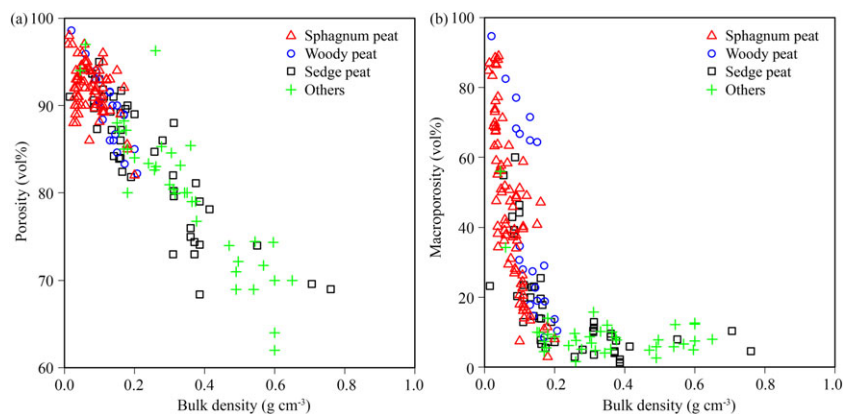 (a)
Sphagnum peat
Woody peat
Sedge peat
Others
Porosity (vol%)
100
90
80
70
60
0.0 0.2 0.4 0.6 0.8 1.0
Bulk density (g cm⁻³)
(b)
Sphagnum peat
Woody peat
Sedge peat
Others
Macroporosity (vol%)
100
80
60
40
20
0
0.0 0.2 0.4 0.6 0.8 1.0
Bulk density (g cm⁻³)